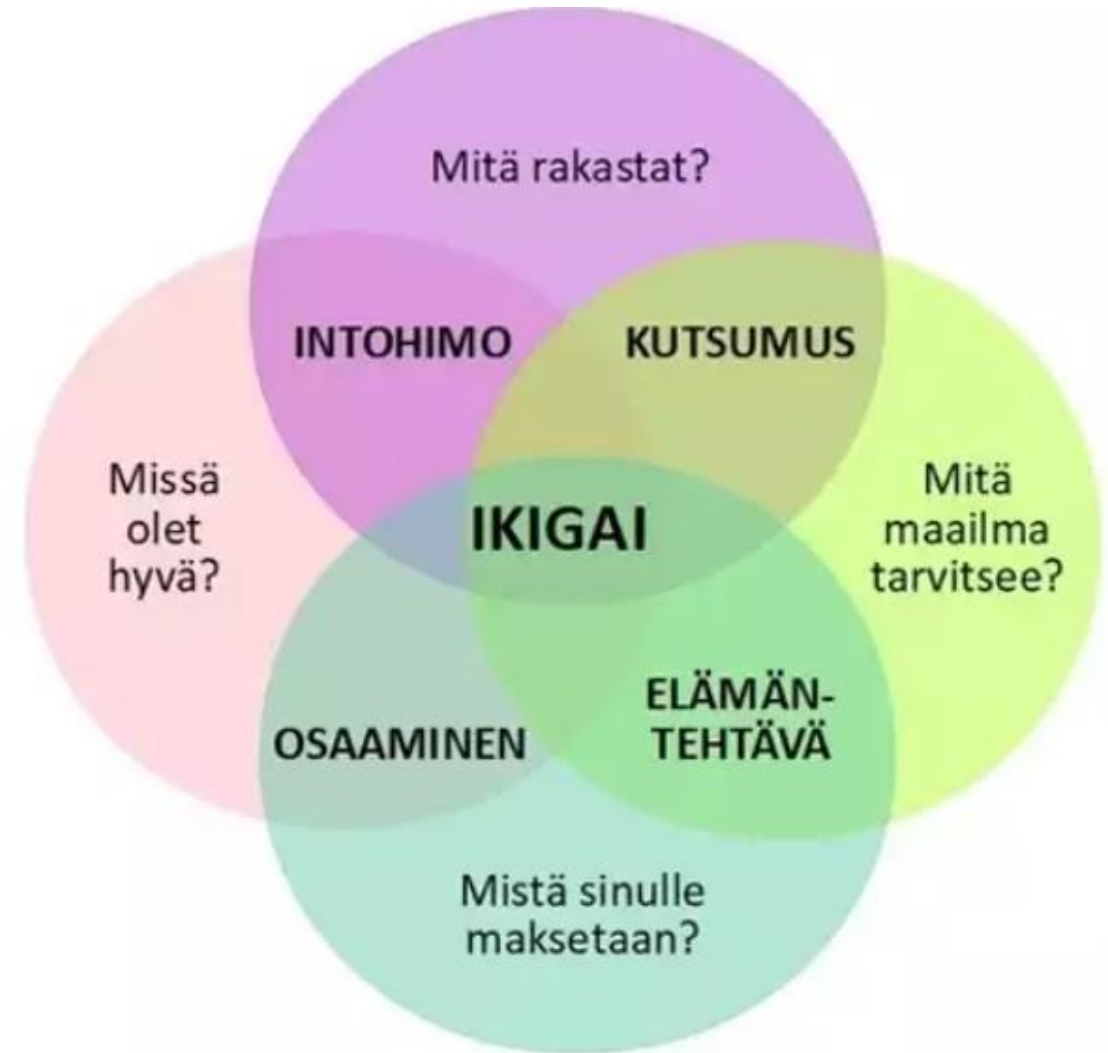 Mitä rakastat?
INTOHIMO
KUTSUMUS
Missä
olet
hyvä?
IKIGAI
Mitä
maailma
tarvitsee?
OSAAMINEN
ELÄMÄN-
TEHTÄVÄ
Mistä sinulle
maksetaan?